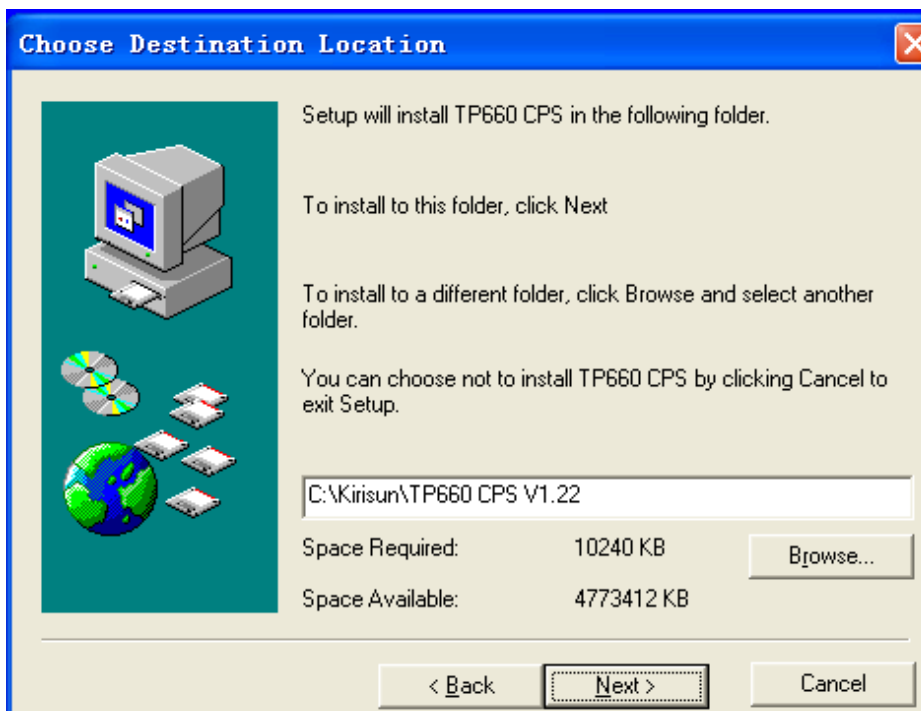 Choose Destination Location
Setup will install TP660 CPS in the following folder.
To install to this folder, click Next
To install to a different folder, click Browse and select another
folder.
You can choose not to install TP660 CPS by clicking Cancel to
exit Setup.
C:\Kirisun\TP660 CPS V1.22
Space Required: 10240 KB
Browse...
Space Available: 4773412 KB
< Back Next > Cancel